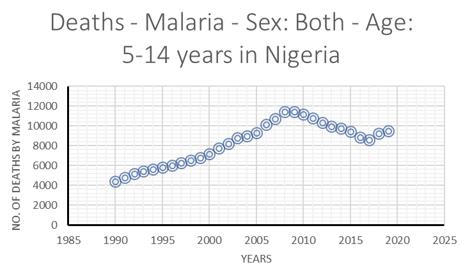 Deaths - Malaria - Sex: Both - Age:
5-14 years in Nigeria
NO. OF DEATHS BY MALARIA
14000
12000
10000
8000
6000
4000
2000
0
1985 1990 1995 2000 2005 2010 2015 2020 2025
YEARS